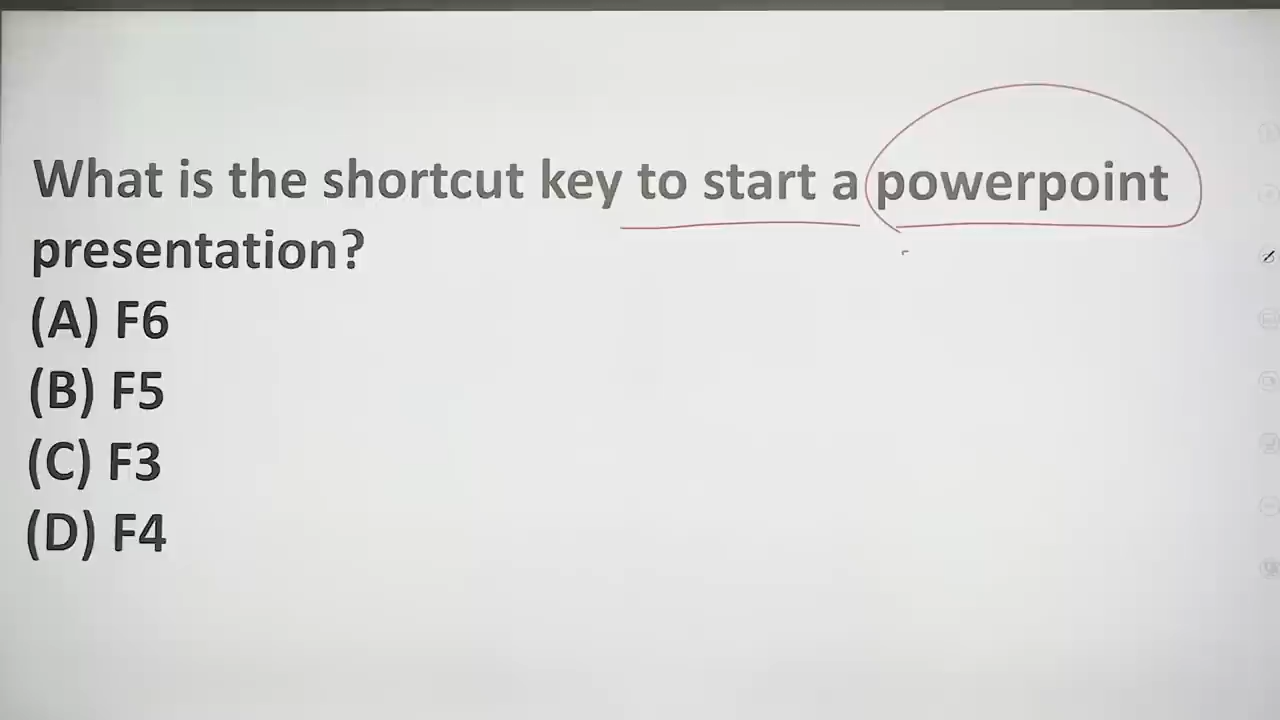 What is the shortcut key to start a powerpoint
presentation?
(A) F6
(B) F5
(C) F3
(D) F4